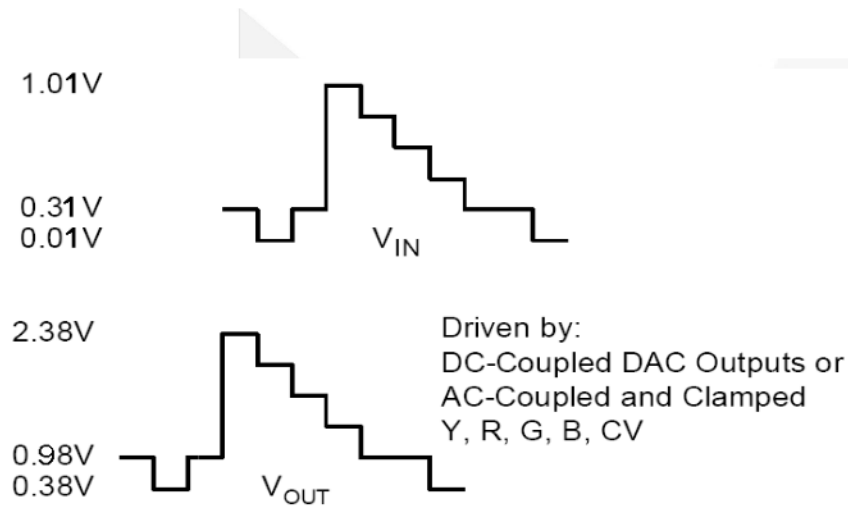 1.01V
0.31V
0.01V
VIN
2.38V
Driven by:
DC-Coupled DAC Outputs or
AC-Coupled and Clamped
Y, R, G, B, CV
0.98V
0.38V
VOUT